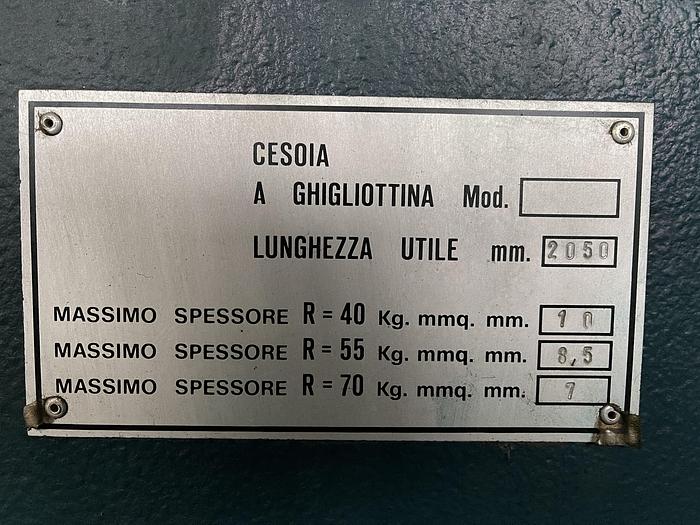 CESOIA
A GHIGLIOTTINA Mod.
LUNGHEZZA UTILE mm. 2050
MASSIMO SPESSORE R = 40 Kg. mmq. mm. 10
MASSIMO SPESSORE R = 55 Kg. mmq. mm. 8,5
MASSIMO SPESSORE R = 70 Kg. mmq. mm. 7